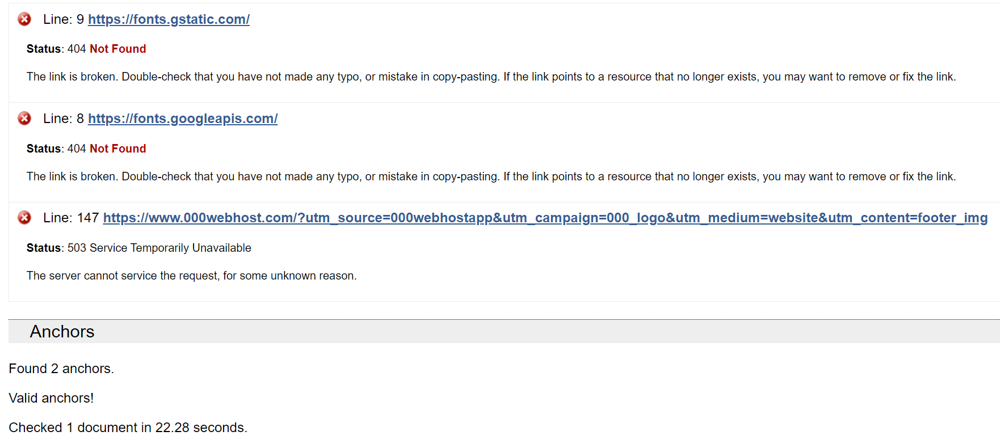 Line: 9 https://fonts.gstatic.com/
Status: 404 Not Found
The link is broken. Double-check that you have not made any typo, or mistake in copy-pasting. If the link points to a resource that no longer exists, you may want to remove or fix the link.
Line: 8 https://fonts.googleapis.com/
Status: 404 Not Found
The link is broken. Double-check that you have not made any typo, or mistake in copy-pasting. If the link points to a resource that no longer exists, you may want to remove or fix the link.
Line: 147 https://www.000webhost.com/?utm_source=000webhostapp&utm_campaign=000_logo&utm_medium=website&utm_content=footer_img
Status: 503 Service Temporarily Unavailable
The server cannot service the request, for some unknown reason.
Anchors
Found 2 anchors.
Valid anchors!
Checked 1 document in 22.28 seconds.